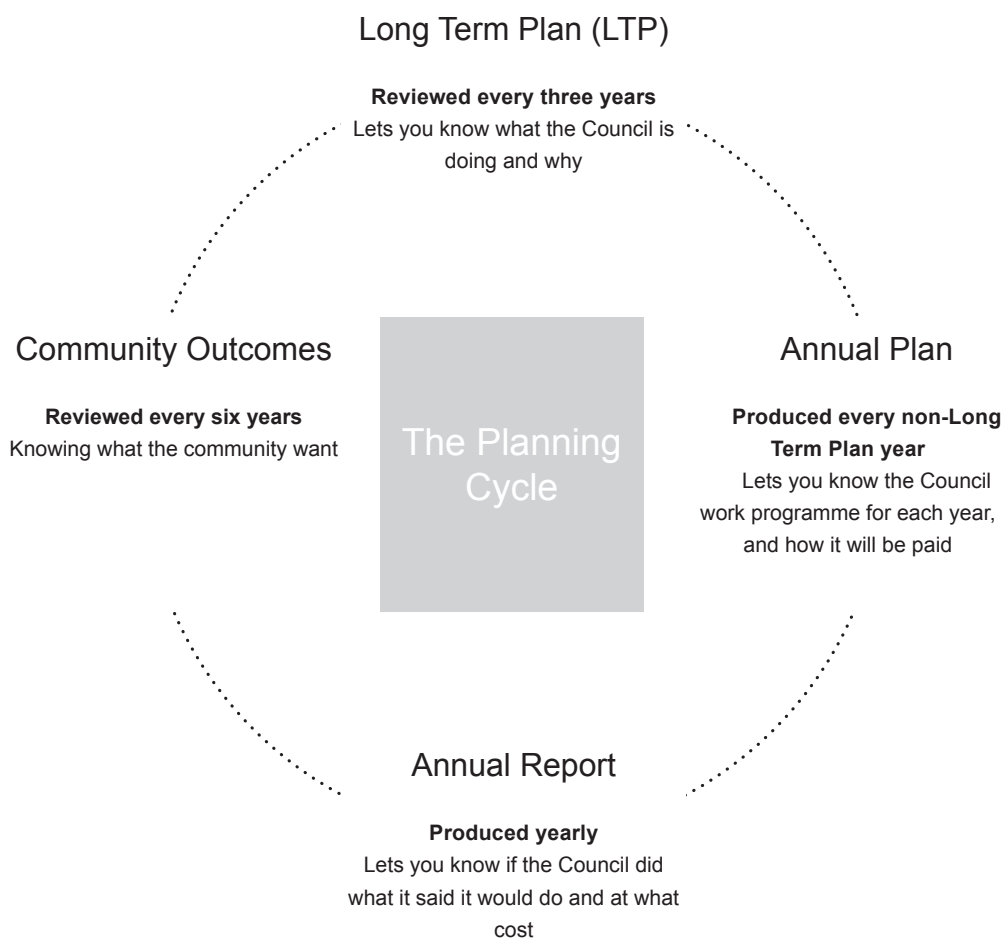 Long Term Plan (LTP)
Reviewed every three years
Lets you know what the Council is
doing and why
Community Outcomes
Reviewed every six years
Knowing what the community want
The Planning
Cycle
Annual Plan
Produced every non-Long
Term Plan year
Lets you know the Council
work programme for each year,
and how it will be paid
Annual Report
Produced yearly
Lets you know if the Council did
what it said it would do and at what
cost